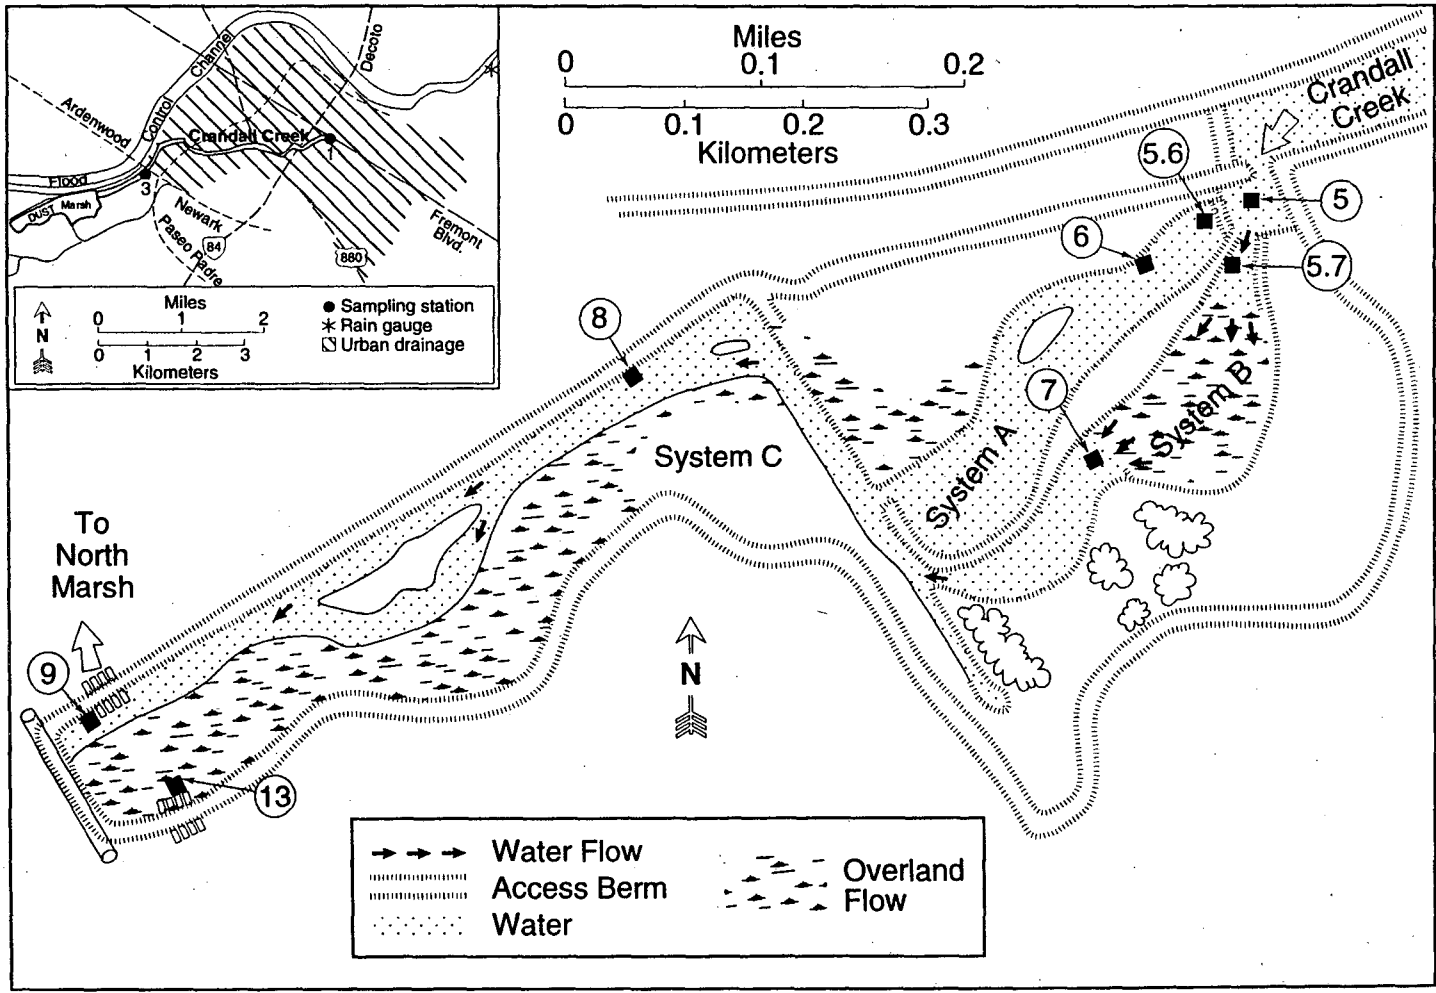 Decoto
Channel
Control
Ardenwood
Crandall Creek
1
Flood
3
DUST Marsh
Newark
Paseo Padre
84
880
Fremont
Blvd.
N
Miles
0 1 2
0 1 2 3
Kilometers
Sampling station
Rain gauge
Urban drainage
Miles
0 0.1 0.2
0 0.1 0.2 0.3
Kilometers
Crandall
Creek
5.6
5
6
5.7
8
7
System B
System A
System C
To
North
Marsh
9
N
13
Water Flow
Access Berm
Water
Overland
Flow